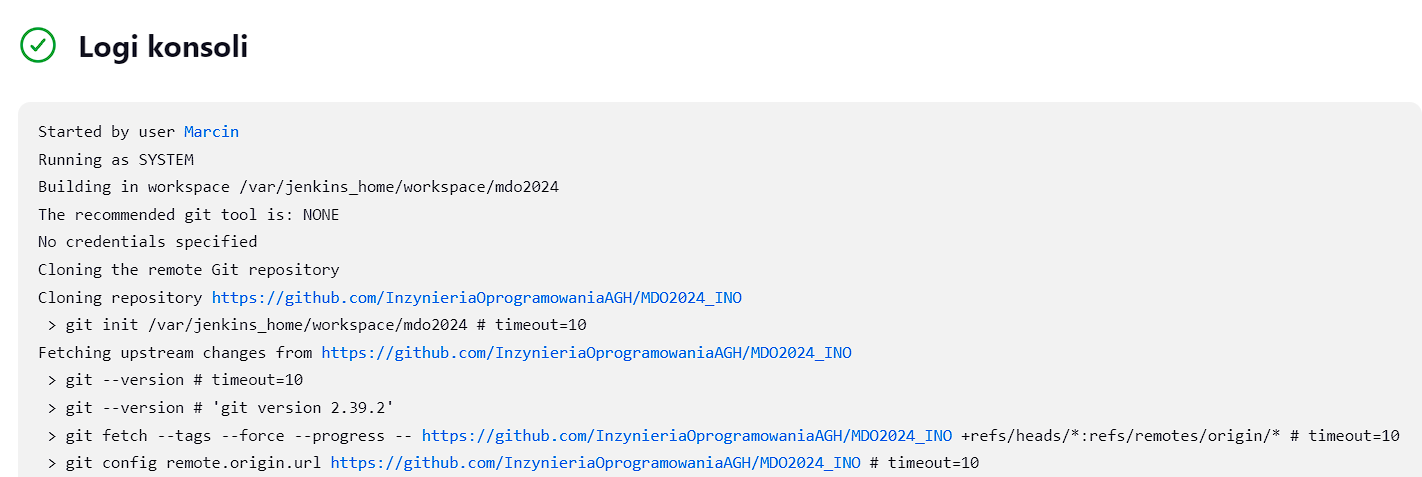 Logi konsoli
Started by user Marcin
Running as SYSTEM
Building in workspace /var/jenkins_home/workspace/mdo2024
The recommended git tool is: NONE
No credentials specified
Cloning the remote Git repository
Cloning repository https://github.com/InzynieriaOprogramowaniaAGH/MDO2024_INO
 > git init /var/jenkins_home/workspace/mdo2024 # timeout=10
Fetching upstream changes from https://github.com/InzynieriaOprogramowaniaAGH/MDO2024_INO
 > git --version # timeout=10
 > git --version # 'git version 2.39.2'
 > git fetch --tags --force --progress -- https://github.com/InzynieriaOprogramowaniaAGH/MDO2024_INO +refs/heads/*:refs/remotes/origin/* # timeout=10
 > git config remote.origin.url https://github.com/InzynieriaOprogramowaniaAGH/MDO2024_INO # timeout=10